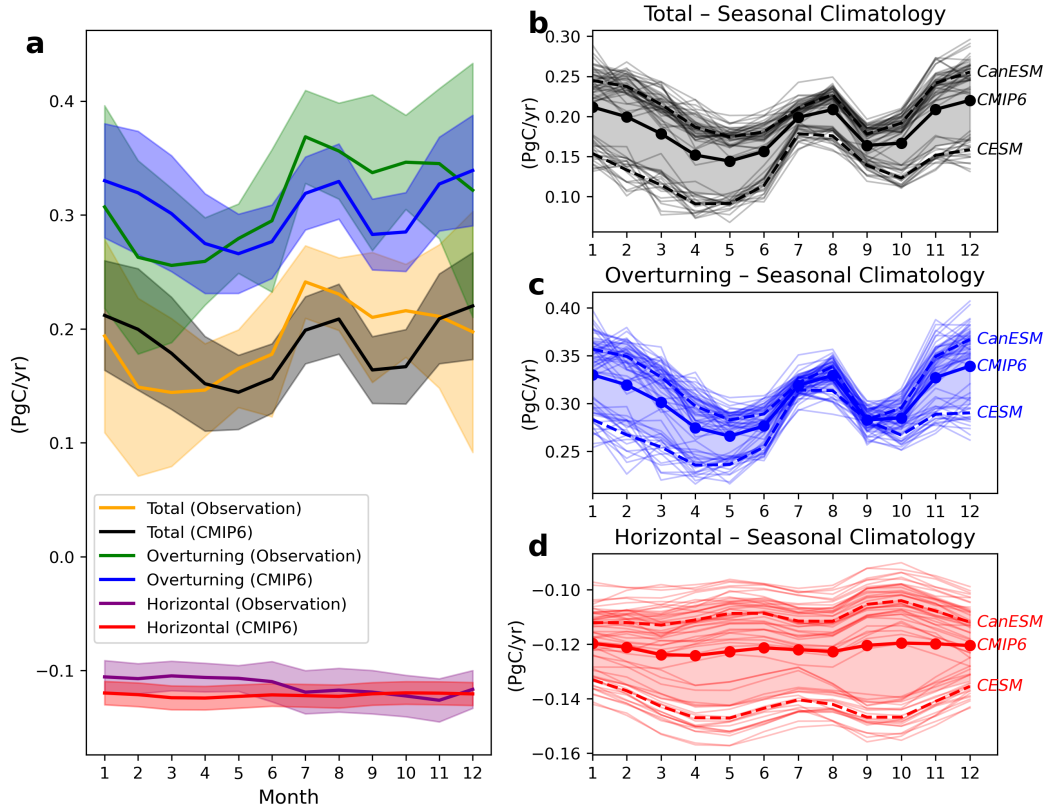 a
0.4
0.3
0.2
0.1
0.0
−0.1
(PgC/yr)
1 2 3 4 5 6 7 8 9 10 11 12
Month
Total (Observation)
Total (CMIP6)
Overturning (Observation)
Overturning (CMIP6)
Horizontal (Observation)
Horizontal (CMIP6)
b
Total – Seasonal Climatology
0.30
0.25
0.20
0.15
0.10
(PgC/yr)
CanESM
CMIP6
CESM
1 2 3 4 5 6 7 8 9 10 11 12
c
Overturning – Seasonal Climatology
0.40
0.35
0.30
0.25
(PgC/yr)
CanESM
CMIP6
CESM
1 2 3 4 5 6 7 8 9 10 11 12
d
Horizontal – Seasonal Climatology
−0.10
−0.12
−0.14
−0.16
(PgC/yr)
CanESM
CMIP6
CESM
1 2 3 4 5 6 7 8 9 10 11 12